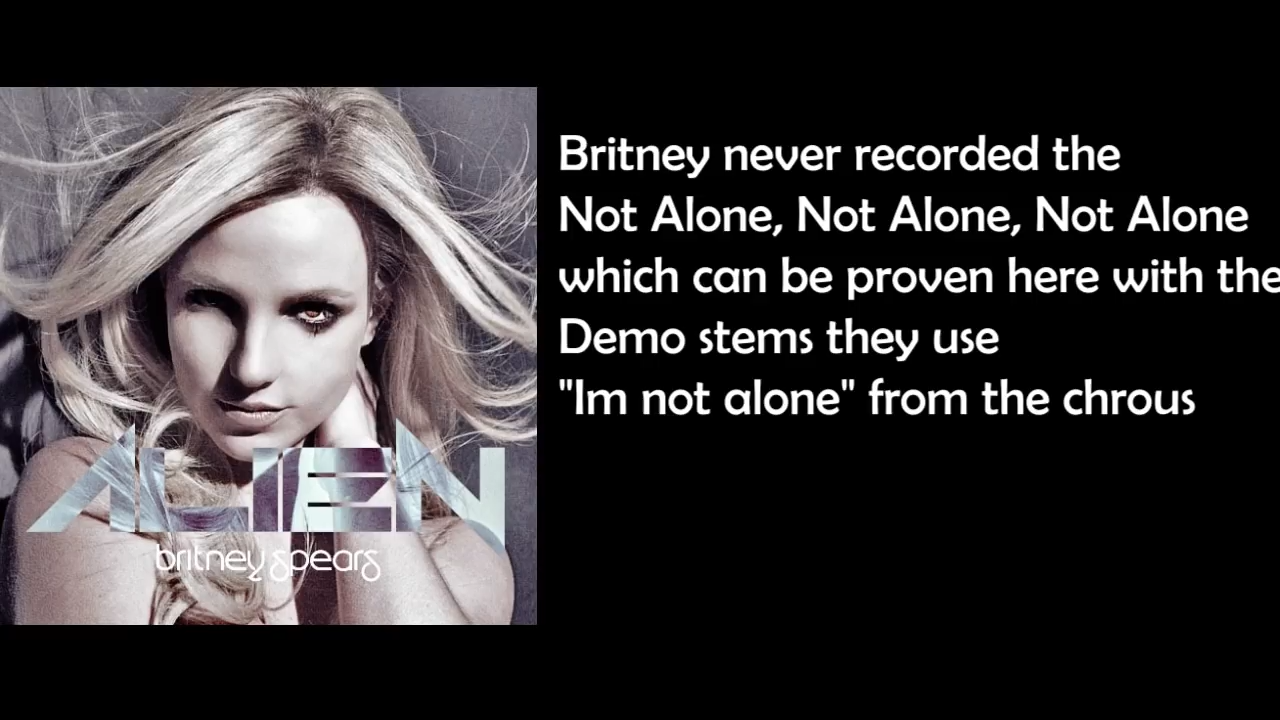 ALIEN
britney spears
Britney never recorded the
Not Alone, Not Alone, Not Alone
which can be proven here with the
Demo stems they use
"Im not alone" from the chrous